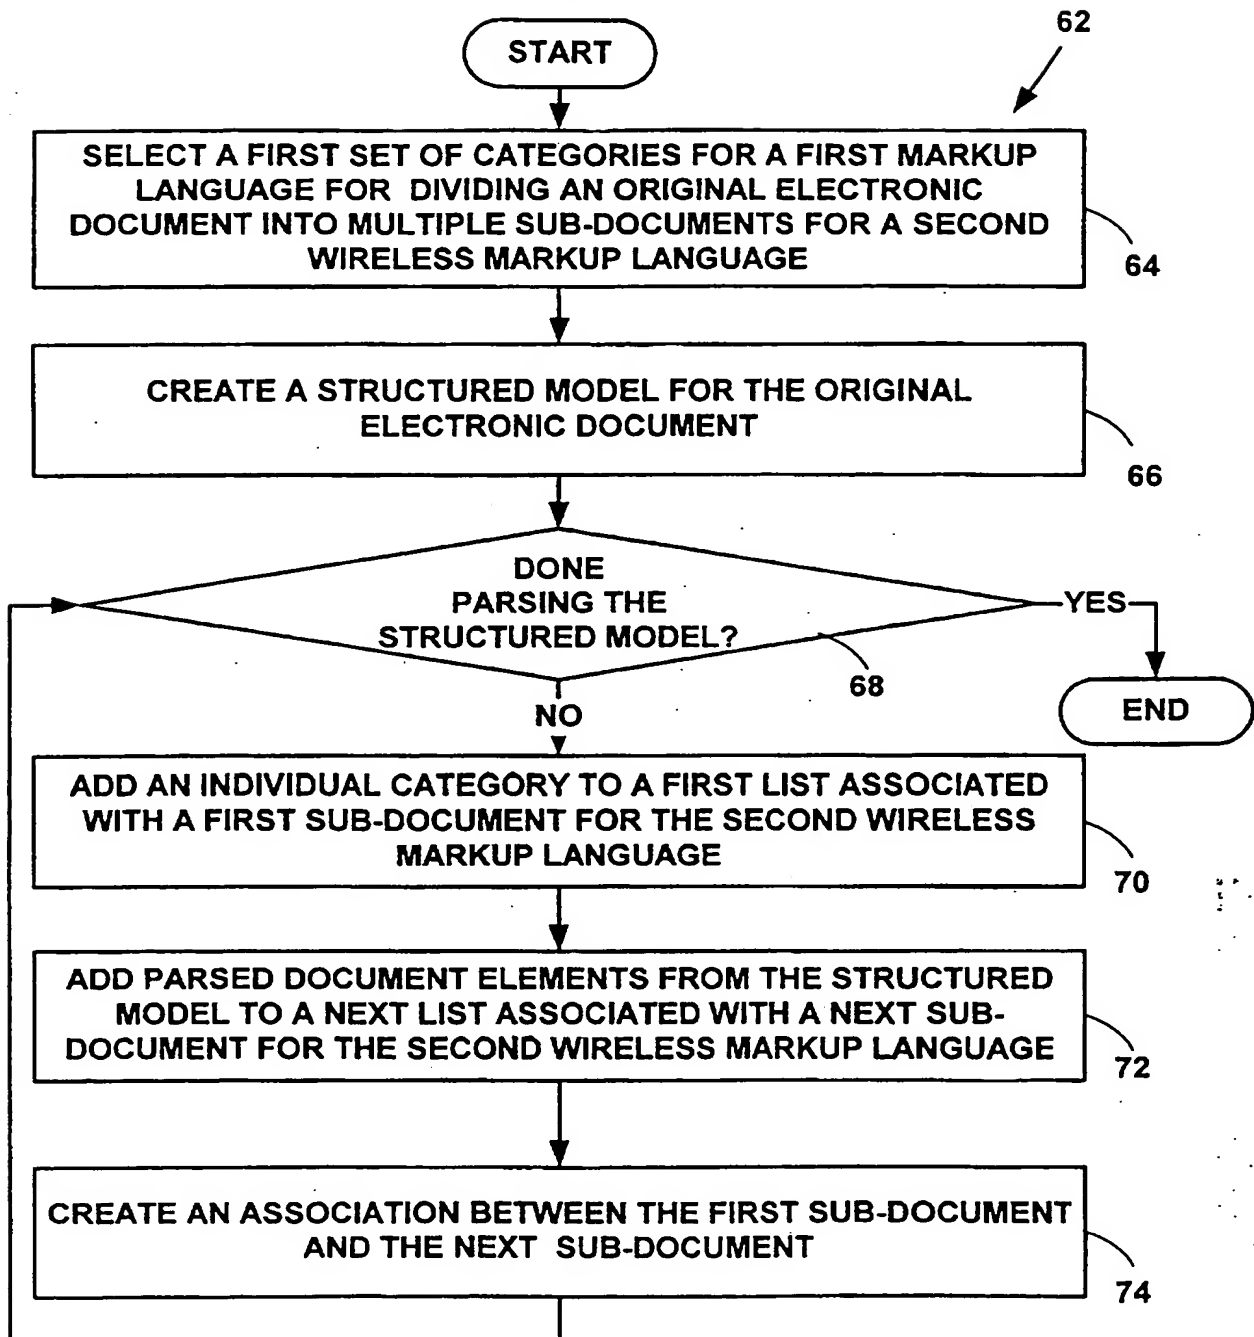 62
START
SELECT A FIRST SET OF CATEGORIES FOR A FIRST MARKUP
LANGUAGE FOR DIVIDING AN ORIGINAL ELECTRONIC
DOCUMENT INTO MULTIPLE SUB-DOCUMENTS FOR A SECOND
WIRELESS MARKUP LANGUAGE
64
CREATE A STRUCTURED MODEL FOR THE ORIGINAL
ELECTRONIC DOCUMENT
66
DONE
PARSING THE
STRUCTURED MODEL?
YES
68
END
NO
ADD AN INDIVIDUAL CATEGORY TO A FIRST LIST ASSOCIATED
WITH A FIRST SUB-DOCUMENT FOR THE SECOND WIRELESS
MARKUP LANGUAGE
70
ADD PARSED DOCUMENT ELEMENTS FROM THE STRUCTURED
MODEL TO A NEXT LIST ASSOCIATED WITH A NEXT SUB-
DOCUMENT FOR THE SECOND WIRELESS MARKUP LANGUAGE
72
CREATE AN ASSOCIATION BETWEEN THE FIRST SUB-DOCUMENT
AND THE NEXT SUB-DOCUMENT
74